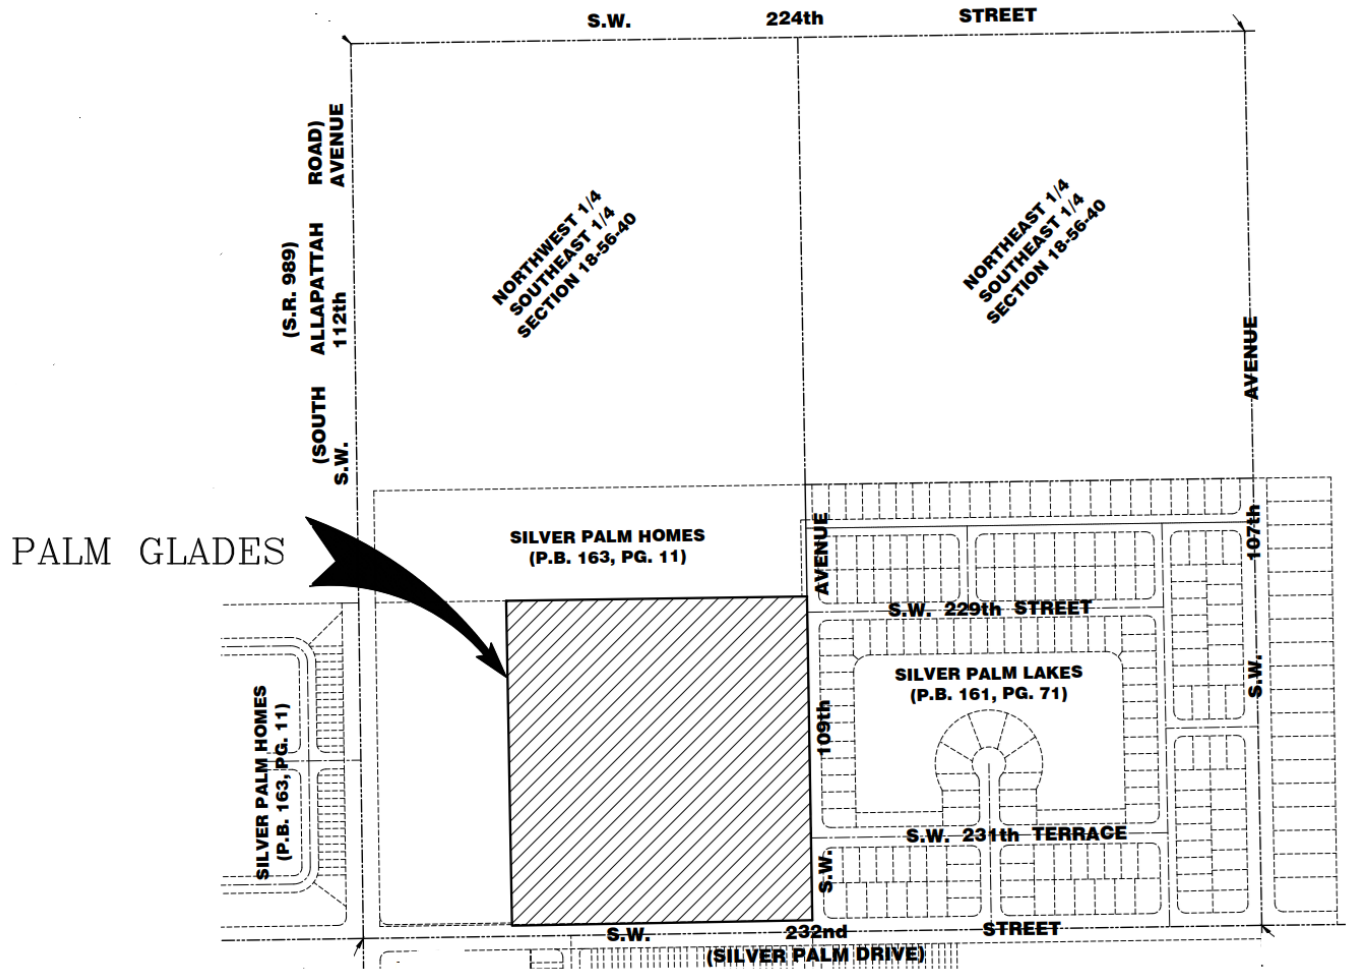 S.W. 224th STREET
(SOUTH ALLAPATTAH ROAD)
(S.R. 989)
S.W. 112th AVENUE
NORTHWEST 1/4
SOUTHEAST 1/4
SECTION 18-56-40
NORTHEAST 1/4
SOUTHEAST 1/4
SECTION 18-56-40
S.W. 107th AVENUE
PALM GLADES
SILVER PALM HOMES
(P.B. 163, PG. 11)
S.W. 109th AVENUE
S.W. 229th STREET
SILVER PALM LAKES
(P.B. 161, PG. 71)
SILVER PALM HOMES
(P.B. 163, PG. 11)
S.W. 231th TERRACE
S.W. 232nd STREET
(SILVER PALM DRIVE)